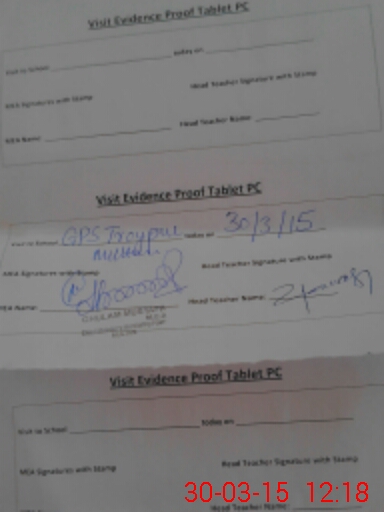 Visit Evidence Proof Tablet PC
Visit to School today on
MEA Signatures with Stamp Head Teacher Signature with Stamp
MEA Name: Head Teacher Name:
Visit Evidence Proof Tablet PC
Visit to School GPS today on 30/3/15
MEA Signatures with Stamp Head Teacher Signature with Stamp
MEA Name: Head Teacher Name:
Visit Evidence Proof Tablet PC
Visit to School today on
MEA Signatures with Stamp Head Teacher Signature with Stamp
Head Teacher Name:
30-03-15 12:18